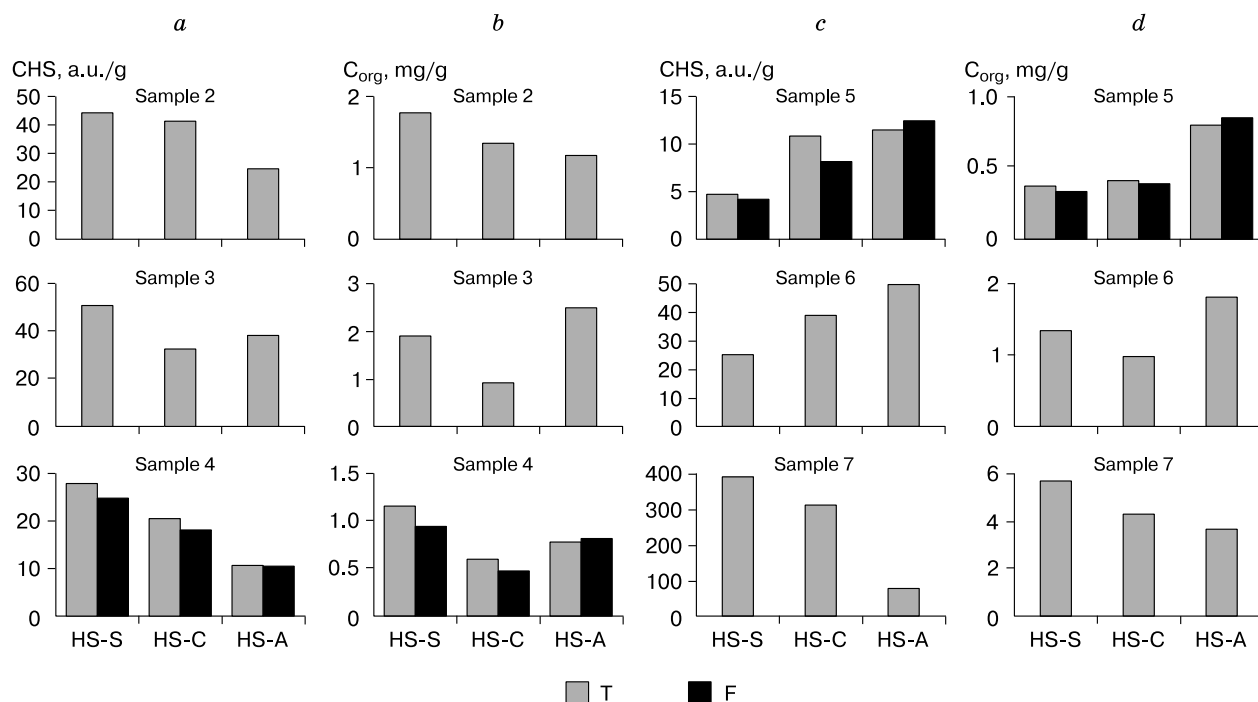 a b c d
CHS, a.u./g C_org, mg/g CHS, a.u./g C_org, mg/g
Sample 2
50
40
30
20
10
0
Sample 2
2
1
0
Sample 5
15
10
5
0
Sample 5
1.0
0.5
0
Sample 3
60
40
20
0
Sample 3
3
2
1
0
Sample 6
50
40
30
20
10
0
Sample 6
2
1
0
Sample 4
30
20
10
0
HS-S HS-C HS-A
Sample 4
1.5
1.0
0.5
0
HS-S HS-C HS-A
Sample 7
400
300
200
100
0
HS-S HS-C HS-A
Sample 7
6
4
2
0
HS-S HS-C HS-A
T F